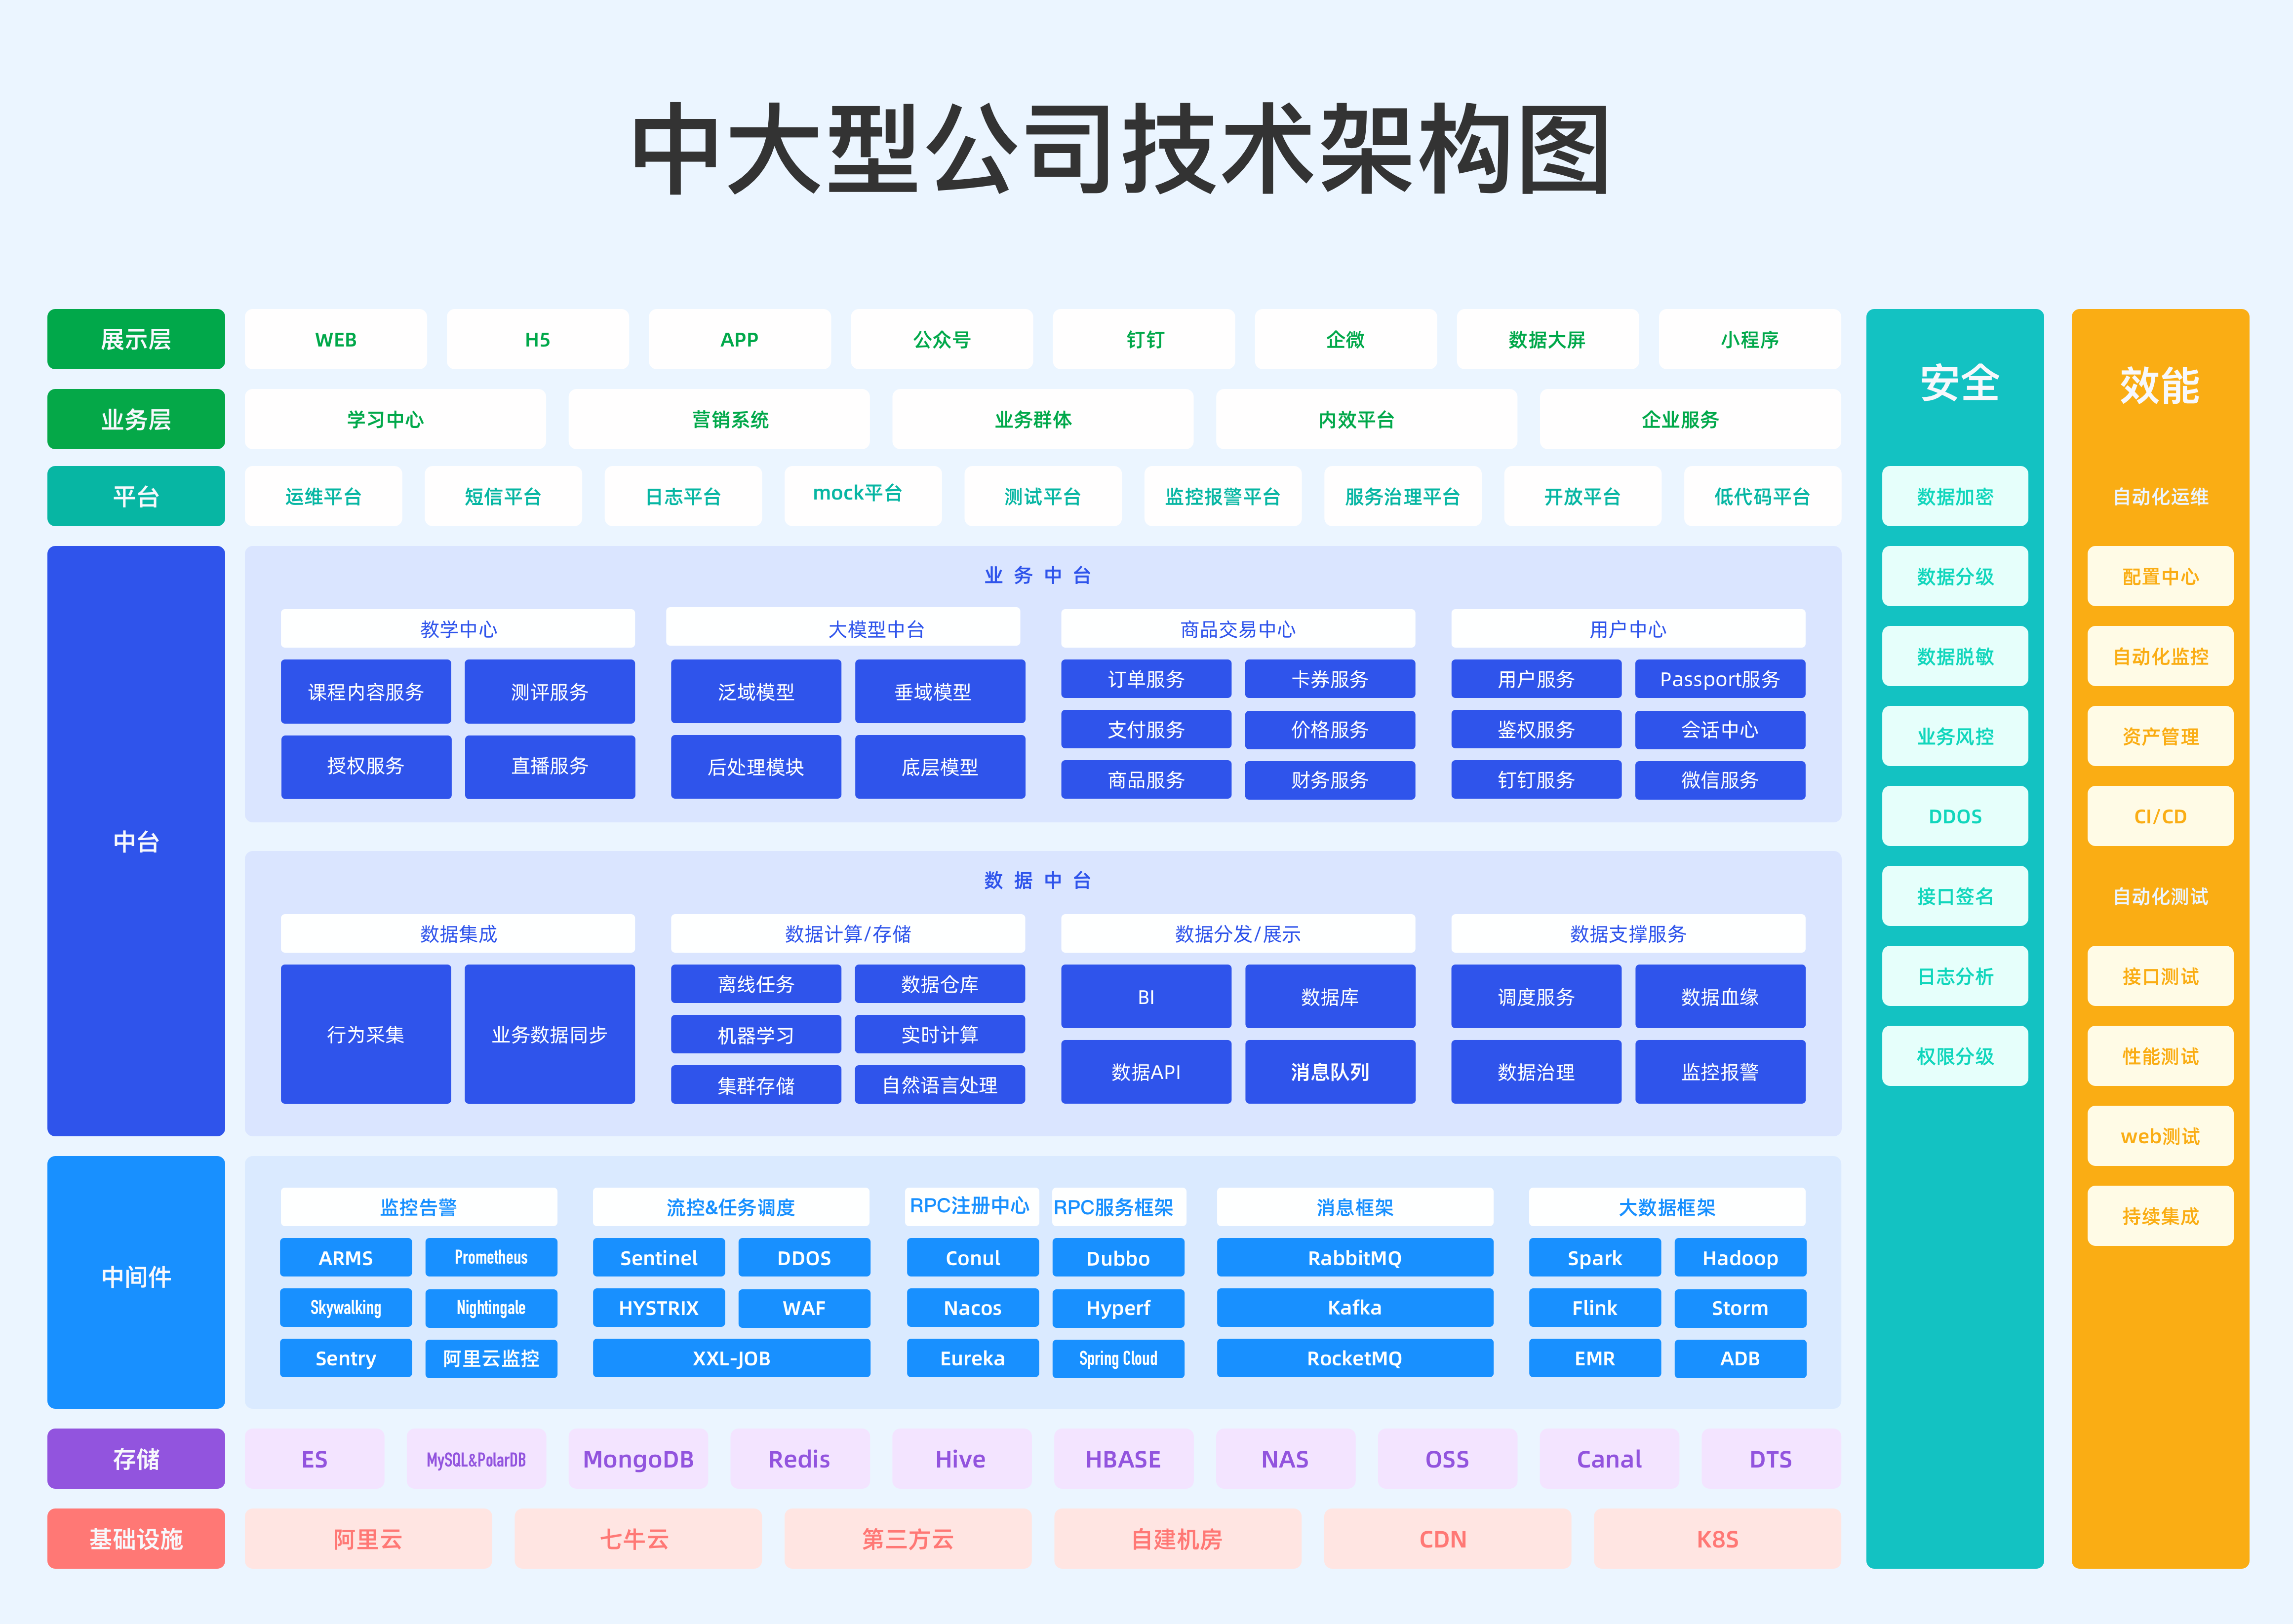 中大型公司技术架构图
展示层
WEB
H5
APP
公众号
钉钉
企微
数据大屏
小程序
业务层
学习中心
营销系统
业务群体
内效平台
企业服务
平台
运维平台
短信平台
日志平台
mock平台
测试平台
监控报警平台
服务治理平台
开放平台
低代码平台
中台
业务中台
教学中心
课程内容服务
测评服务
授权服务
直播服务
大模型中台
泛域模型
垂域模型
后处理模块
底层模型
商品交易中心
订单服务
卡券服务
支付服务
价格服务
商品服务
财务服务
用户中心
用户服务
Passport服务
鉴权服务
会话中心
钉钉服务
微信服务
数据中台
数据集成
行为采集
业务数据同步
数据计算/存储
离线任务
数据仓库
机器学习
实时计算
集群存储
自然语言处理
数据分发/展示
BI
数据库
数据API
消息队列
数据支撑服务
调度服务
数据血缘
数据治理
监控报警
中间件
监控告警
ARMS
Prometheus
Skywalking
Nightingale
Sentry
阿里云监控
流控&任务调度
Sentinel
DDOS
HYSTRIX
WAF
XXL-JOB
RPC注册中心
Conul
Nacos
Eureka
RPC服务框架
Dubbo
Hyperf
Spring Cloud
消息框架
RabbitMQ
Kafka
RocketMQ
大数据框架
Spark
Hadoop
Flink
Storm
EMR
ADB
存储
ES
MySQL&PolarDB
MongoDB
Redis
Hive
HBASE
NAS
OSS
Canal
DTS
基础设施
阿里云
七牛云
第三方云
自建机房
CDN
K8S
安全
数据加密
数据分级
数据脱敏
业务风控
DDOS
接口签名
日志分析
权限分级
效能
自动化运维
配置中心
自动化监控
资产管理
CI/CD
自动化测试
接口测试
性能测试
web测试
持续集成